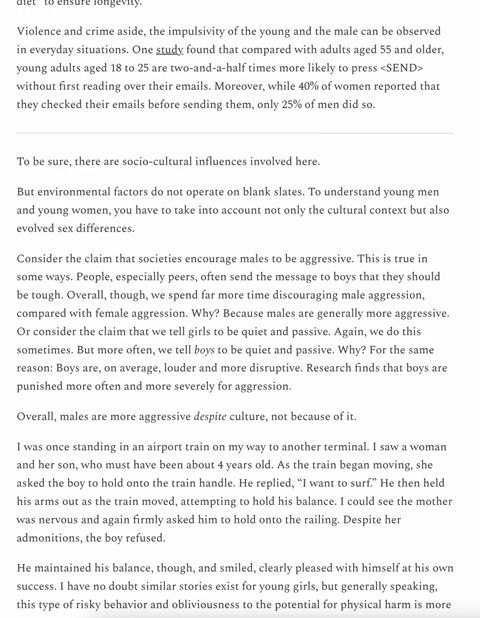 diet" to ensure longevity.
Violence and crime aside, the impulsivity of the young and the male can be observed
in everyday situations. One study found that compared with adults aged 55 and older,
young adults aged 18 to 25 are two-and-a-half times more likely to press <SEND>
without first reading over their emails. Moreover, while 40% of women reported that
they checked their emails before sending them, only 25% of men did so.
To be sure, there are socio-cultural influences involved here.
But environmental factors do not operate on blank slates. To understand young men
and young women, you have to take into account not only the cultural context but also
evolved sex differences.
Consider the claim that societies encourage males to be aggressive. This is true in
some ways. People, especially peers, often send the message to boys that they should
be tough. Overall, though, we spend far more time discouraging male aggression,
compared with female aggression. Why? Because males are generally more aggressive.
Or consider the claim that we tell girls to be quiet and passive. Again, we do this
sometimes. But more often, we tell boys to be quiet and passive. Why? For the same
reason: Boys are, on average, louder and more disruptive. Research finds that boys are
punished more often and more severely for aggression.
Overall, males are more aggressive despite culture, not because of it.
I was once standing in an airport train on my way to another terminal. I saw a woman
and her son, who must have been about 4 years old. As the train began moving, she
asked the boy to hold onto the train handle. He replied, “I want to surf.” He then held
his arms out as the train moved, attempting to hold his balance. I could see the mother
was nervous and again firmly asked him to hold onto the railing. Despite her
admonitions, the boy refused.
He maintained his balance, though, and smiled, clearly pleased with himself at his own
success. I have no doubt similar stories exist for young girls, but generally speaking,
this type of risky behavior and obliviousness to the potential for physical harm is more